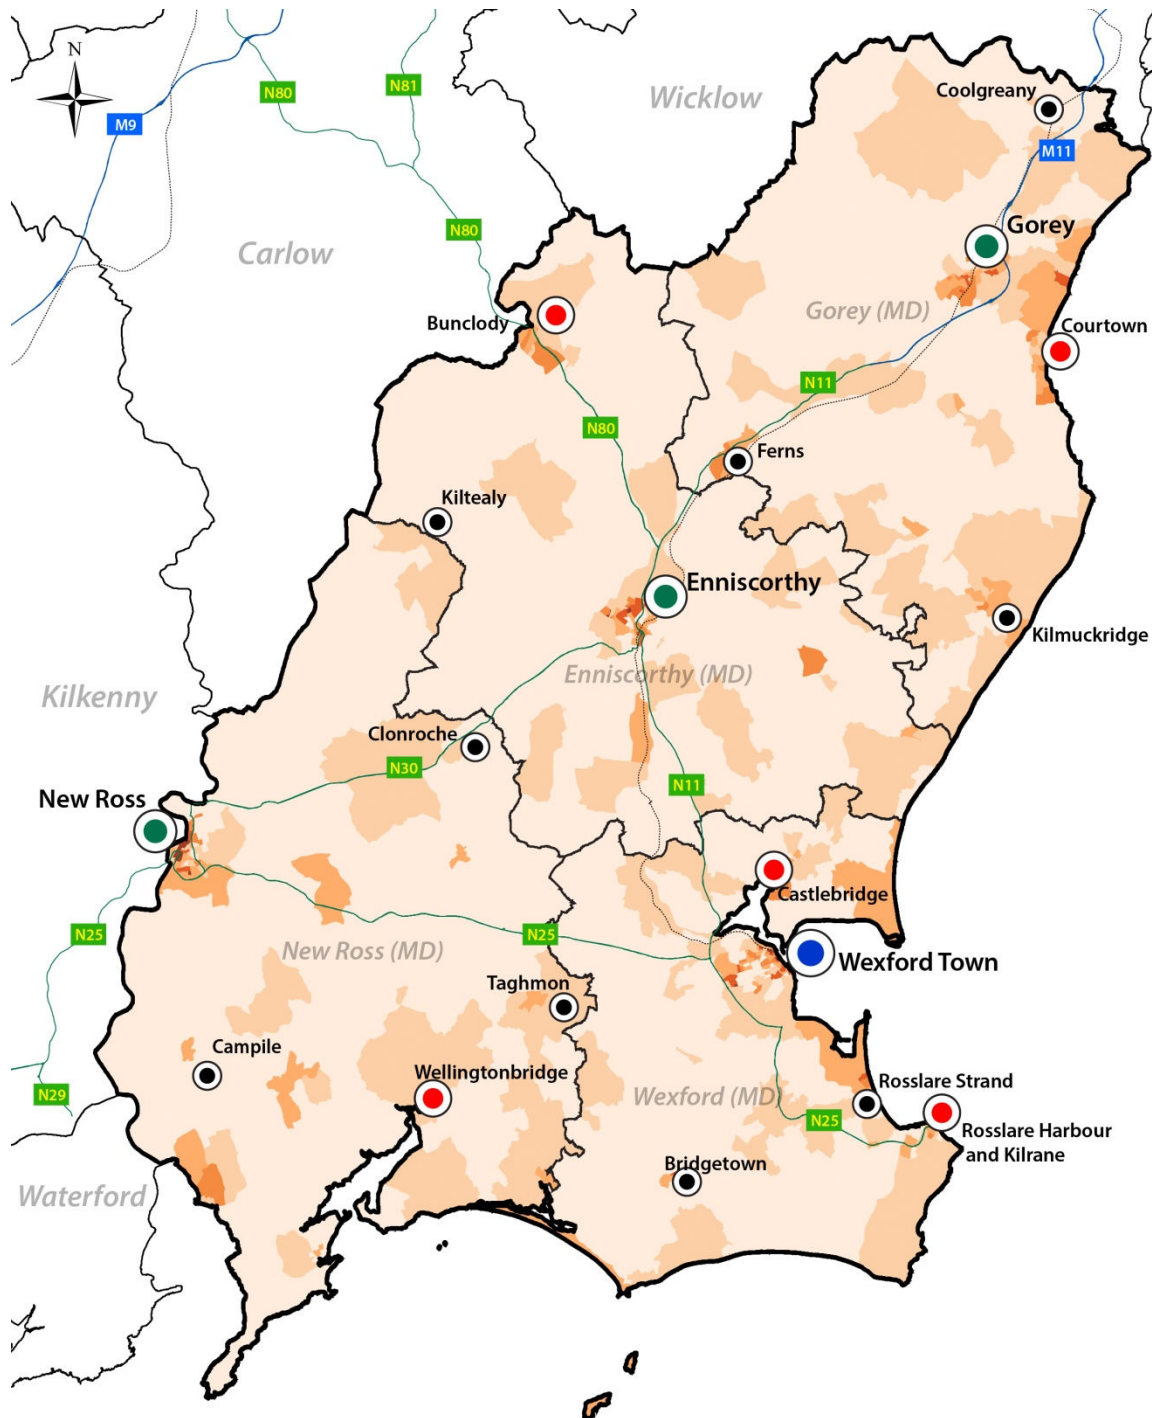 N
N80
N81
Wicklow
Coolgreany
M9
M11
N80
Carlow
Gorey
Gorey (MD)
Bunclody
Courtown
N11
N80
Ferns
Kiltealy
Enniscorthy
Kilmuckridge
Enniscorthy (MD)
Kilkenny
Clonroche
N30
N11
New Ross
Castlebridge
N25
N25
New Ross (MD)
Wexford Town
Taghmon
Campile
Wellingtonbridge
Rosslare Strand
N29
Wexford (MD)
N25
Rosslare Harbour
and Kilrane
Bridgetown
Waterford